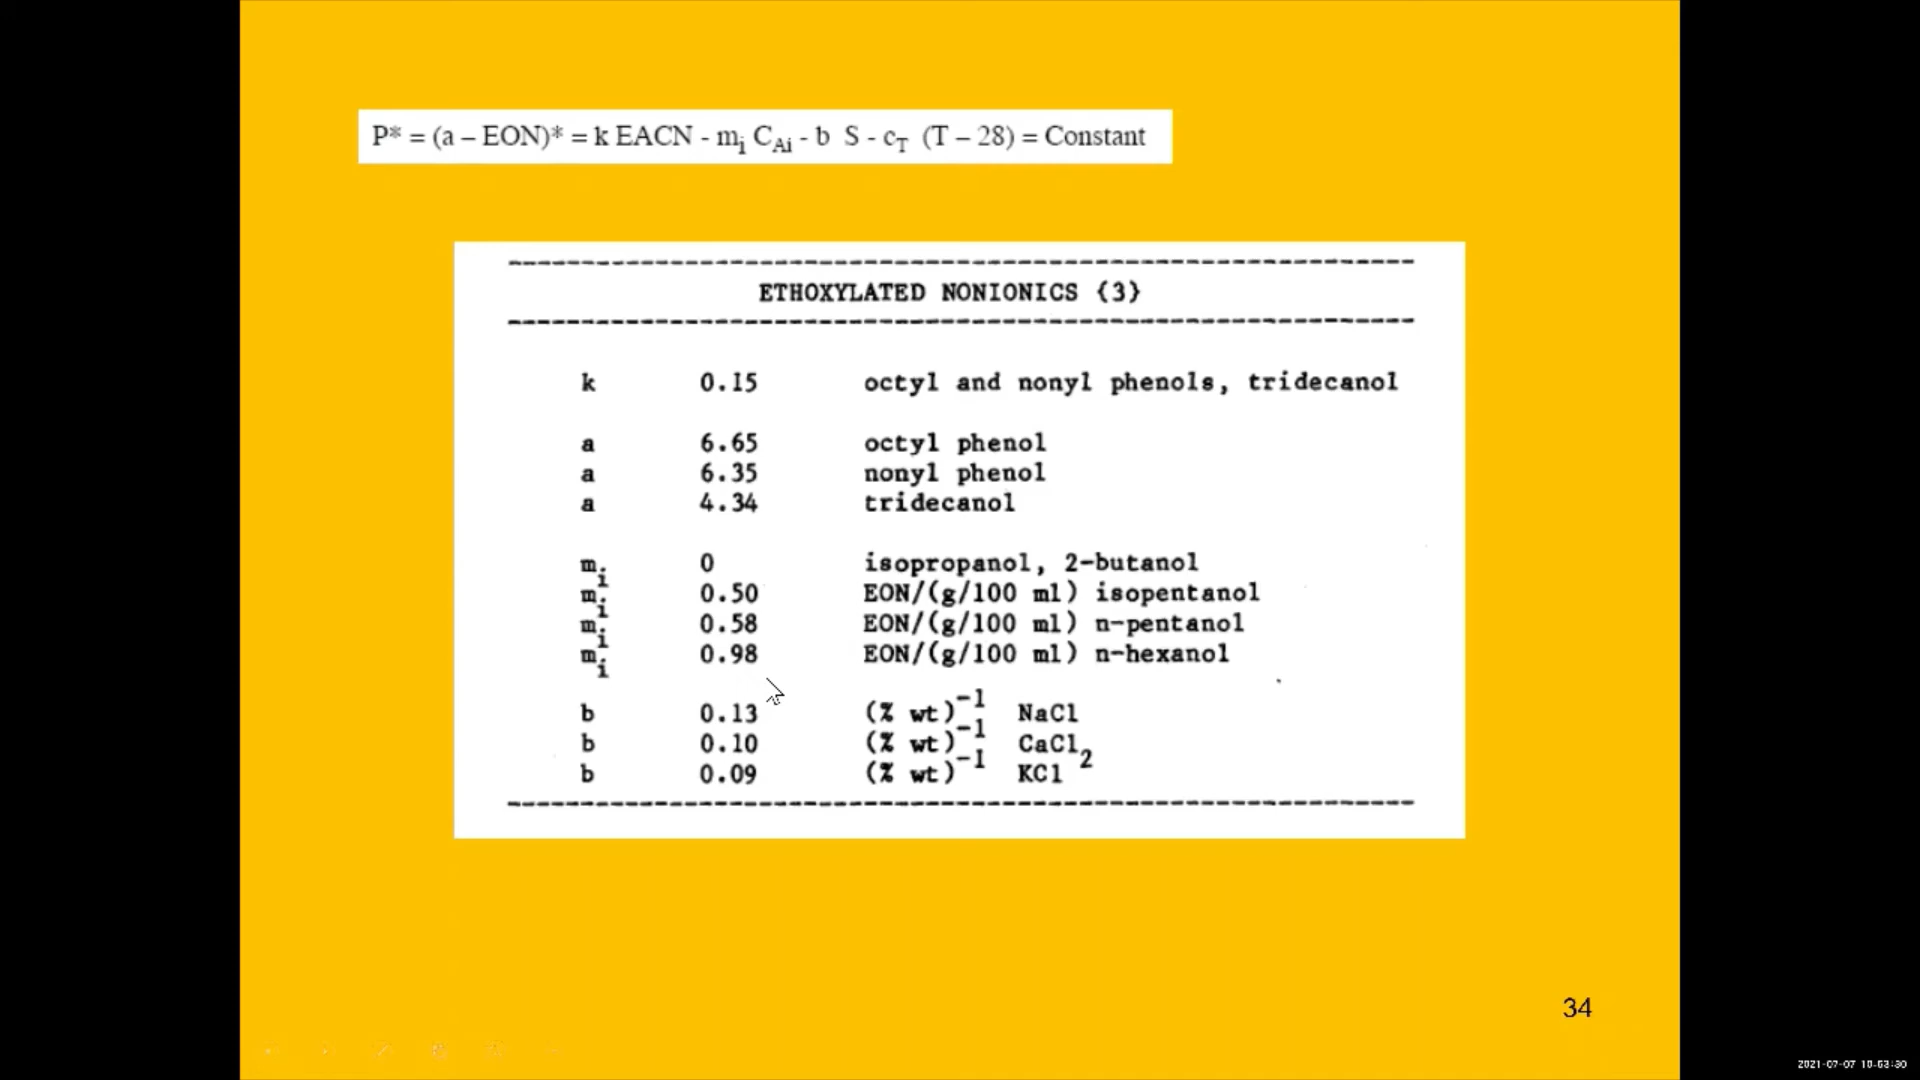 P* = (a – EON)* = k EACN - mi CAi - b S - cT (T – 28) = Constant
ETHOXYLATED NONIONICS {3}
k 0.15 octyl and nonyl phenols, tridecanol
a 6.65 octyl phenol
a 6.35 nonyl phenol
a 4.34 tridecanol
mi 0 isopropanol, 2-butanol
mi 0.50 EON/(g/100 ml) isopentanol
mi 0.58 EON/(g/100 ml) n-pentanol
mi 0.98 EON/(g/100 ml) n-hexanol
b 0.13 (% wt)-1 NaCl
b 0.10 (% wt)-1 CaCl2
b 0.09 (% wt)-1 KCl
34
2021-07-07